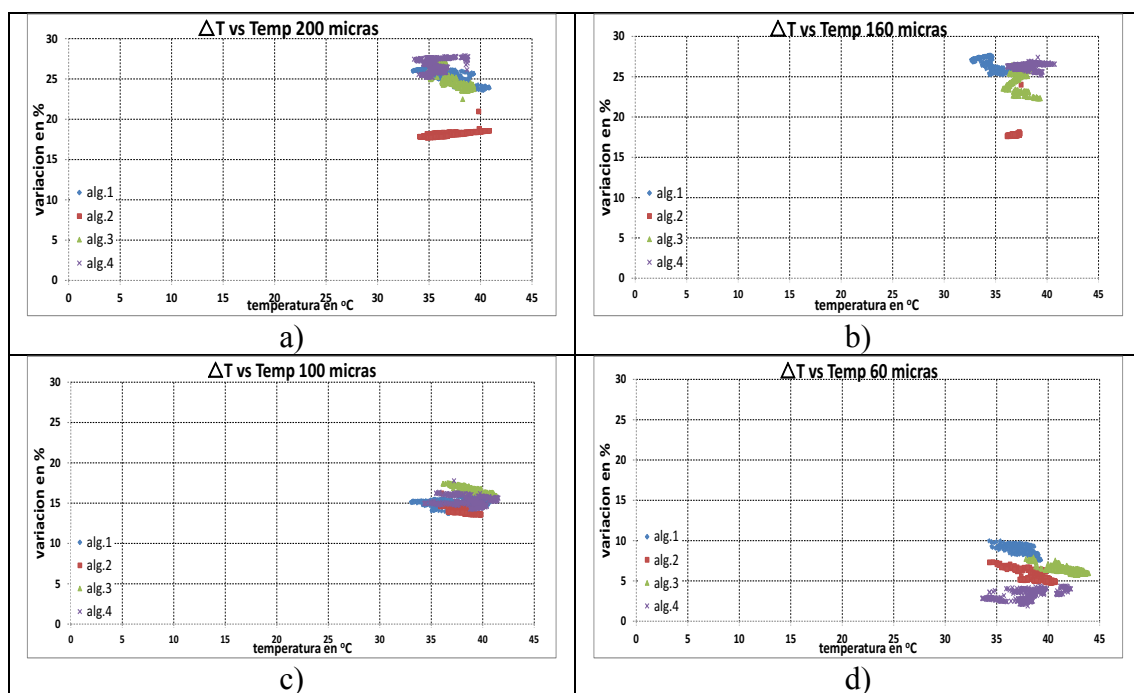 △T vs Temp 200 micras
30
25
20
15
10
5
0
variacion en %
alg.1
alg.2
alg.3
alg.4
0 5 10 15 20 25 30 35 40 45
temperatura en °C
a)
△T vs Temp 160 micras
30
25
20
15
10
5
0
variacion en %
alg.1
alg.2
alg.3
alg.4
0 5 10 15 20 25 30 35 40 45
temperatura en °C
b)
△T vs Temp 100 micras
30
25
20
15
10
5
0
variacion en %
alg.1
alg.2
alg.3
alg.4
0 5 10 15 20 25 30 35 40 45
temperatura en °C
c)
△T vs Temp 60 micras
30
25
20
15
10
5
0
variacion en %
alg.1
alg.2
alg.3
alg.4
0 5 10 15 20 25 30 35 40 45
temperatura en °C
d)